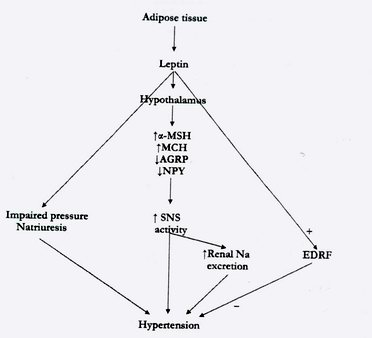 Adipose tissue
Leptin
Hypothalamus
↑α-MSH
↑MCH
↓AGRP
↓NPY
Impaired pressure
Natriuresis
↑ SNS
activity
+
↑Renal Na
excretion
EDRF
–
Hypertension